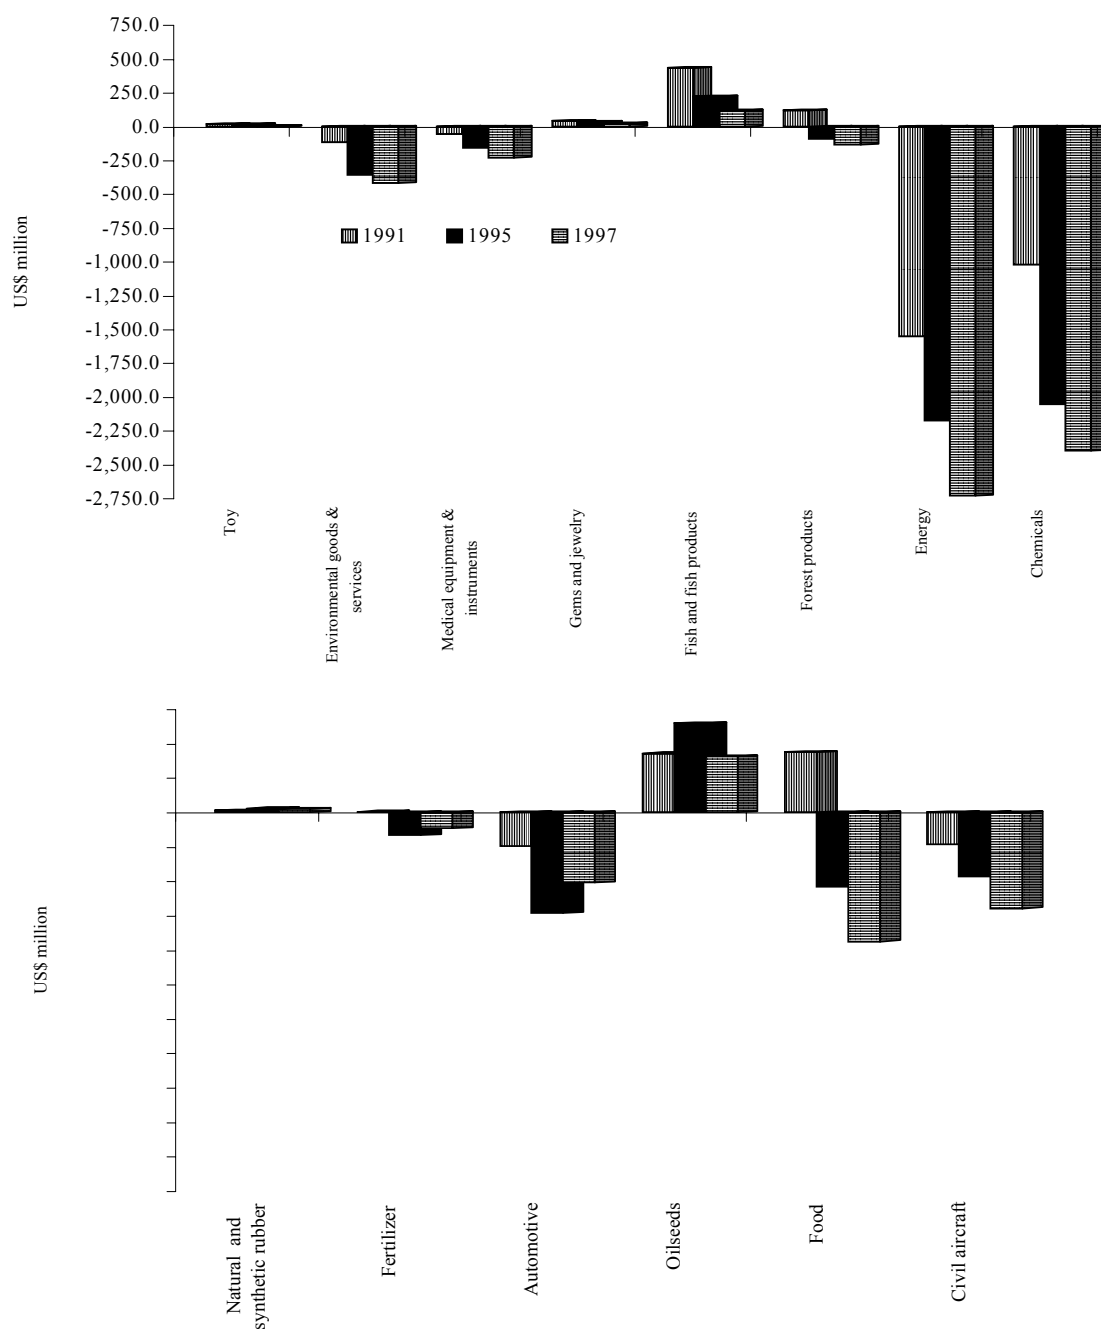 750.0
500.0
250.0
0.0
-250.0
-500.0
-750.0
-1,000.0
-1,250.0
-1,500.0
-1,750.0
-2,000.0
-2,250.0
-2,500.0
-2,750.0
US$ million
1991 1995 1997
Toy
Environmental goods &
services
Medical equipment &
instruments
Gems and jewelry
Fish and fish products
Forest products
Energy
Chemicals
US$ million
Natural and
synthetic rubber
Fertilizer
Automotive
Oilseeds
Food
Civil aircraft